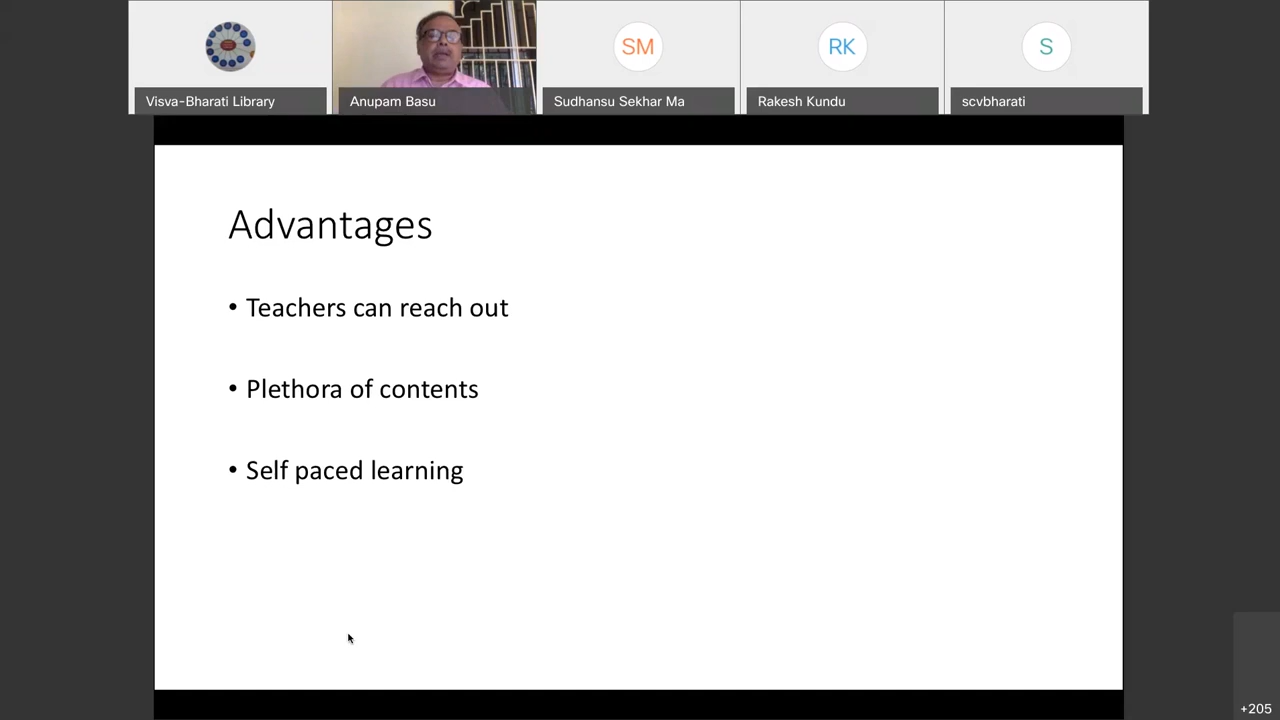 Visva-Bharati Library
Anupam Basu
SM
Sudhansu Sekhar Ma
RK
Rakesh Kundu
S
scvbharati
Advantages
• Teachers can reach out
• Plethora of contents
• Self paced learning
+205